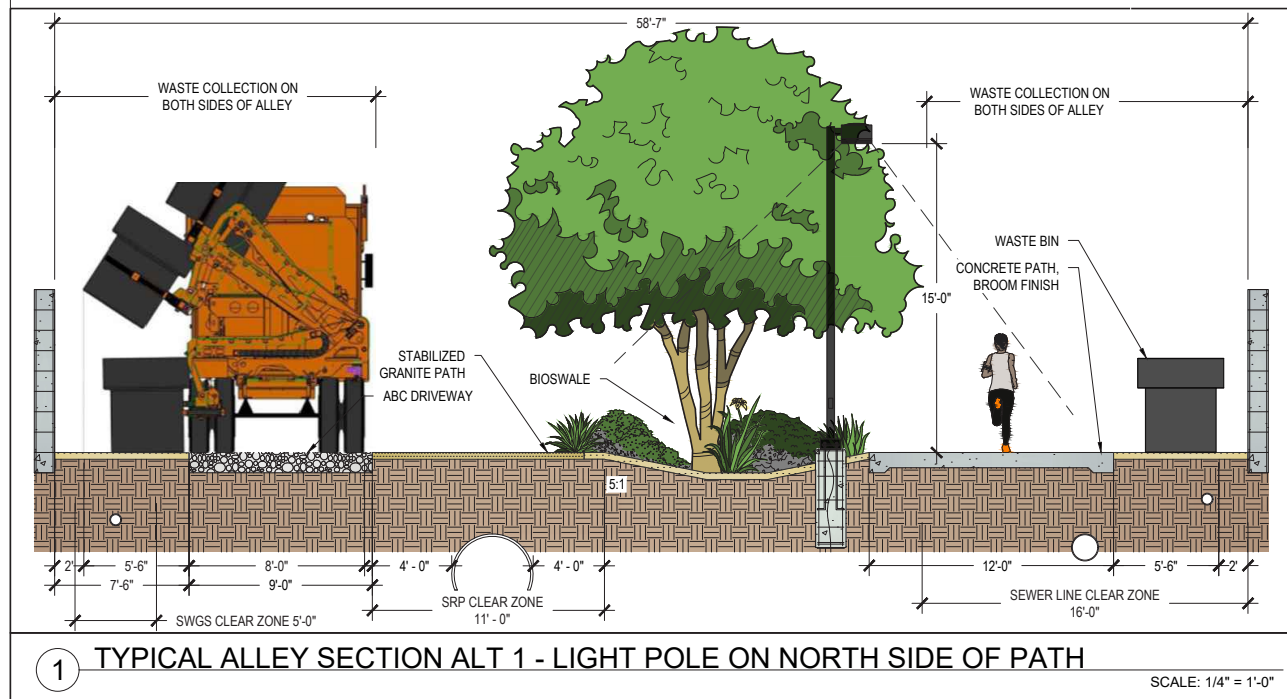 58'-7"
WASTE COLLECTION ON
BOTH SIDES OF ALLEY
WASTE COLLECTION ON
BOTH SIDES OF ALLEY
WASTE BIN
CONCRETE PATH,
BROOM FINISH
15'-0"
STABILIZED
GRANITE PATH
ABC DRIVEWAY
BIOSWALE
5:1
2'
5'-6"
8'-0"
4' - 0"
4' - 0"
12'-0"
5'-6"
2'
7'-6"
9'-0"
SRP CLEAR ZONE
11' - 0"
SEWER LINE CLEAR ZONE
16'-0"
SWGS CLEAR ZONE 5'-0"
1
TYPICAL ALLEY SECTION ALT 1 - LIGHT POLE ON NORTH SIDE OF PATH
SCALE: 1/4" = 1'-0"